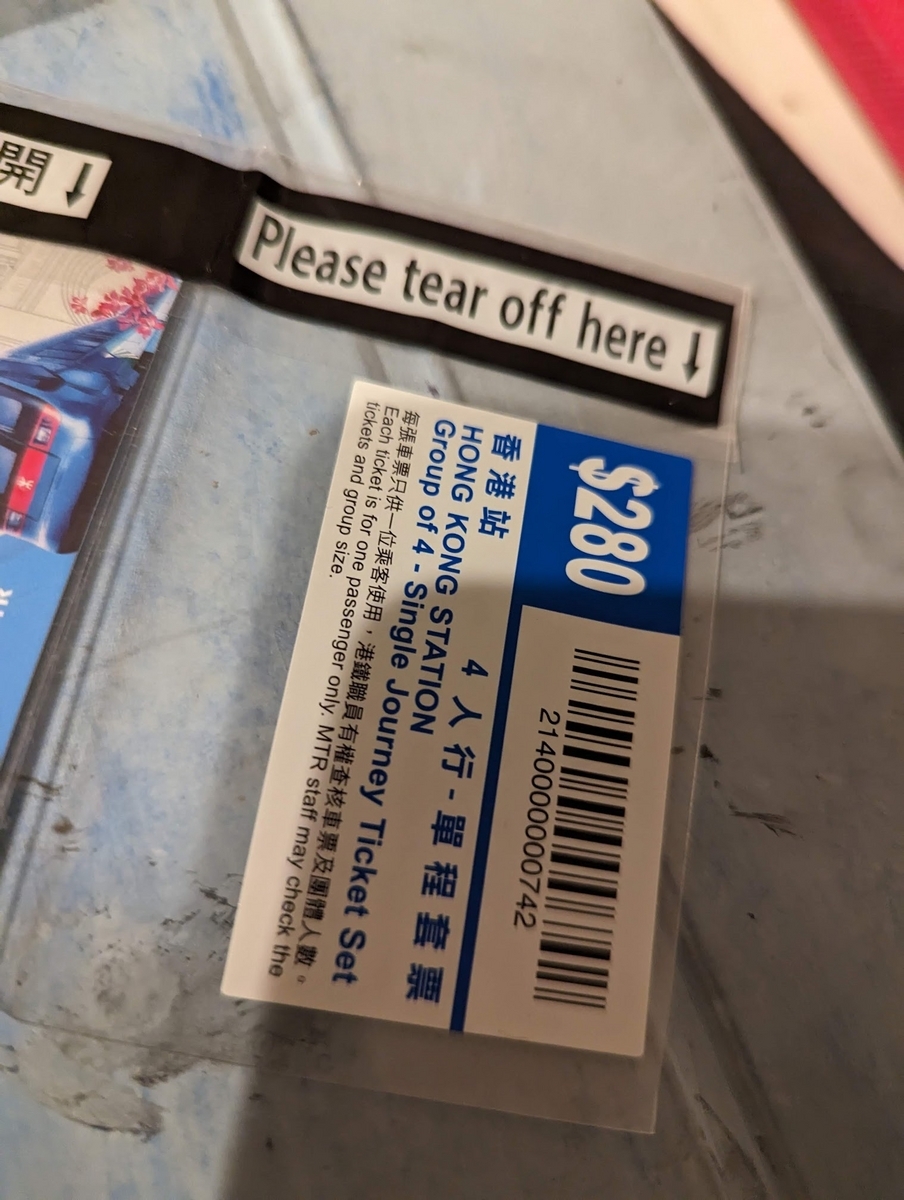 開 ↓
Please tear off here ↓
$280
214000000742
香港站
HONG KONG STATION
4 人 行 - 單 程 套 票
Group of 4 - Single Journey Ticket Set
每張車票只供一位乘客使用，港鐵職員有權查核車票及團體人數。
Each ticket is for one passenger only. MTR staff may check the
tickets and group size.